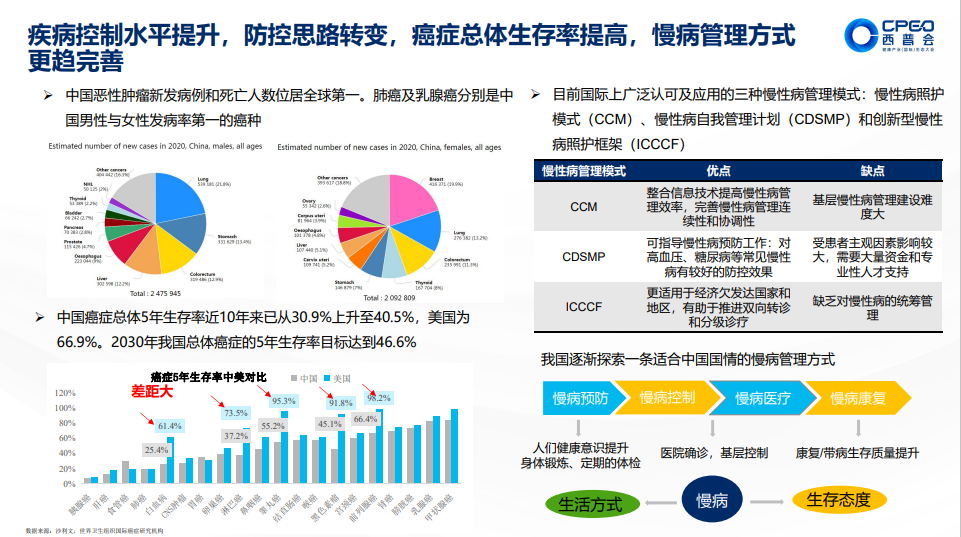 疾病控制水平提升，防控思路转变，癌症总体生存率提高，慢病管理方式
更趋完善
CPEO
西普会
健康产业(国际)生态大会
中国恶性肿瘤新发病例和死亡人数位居全球第一。肺癌及乳腺癌分别是中
国男性与女性发病率第一的癌种
Estimated number of new cases in 2020, China, males, all ages
Other cancers
404 442 (16.3%)
NHL
50 125 (2%)
Thyroid
53 389 (2.2%)
Bladder
66 242 (2.7%)
Pancreas
70 383 (2.8%)
Prostate
115 426 (4.7%)
Oesophagus
223 044 (9%)
Liver
302 598 (12.2%)
Colorectum
319 486 (12.9%)
Stomach
331 629 (13.4%)
Lung
539 181 (21.8%)
Total : 2 475 945
Estimated number of new cases in 2020, China, females, all ages
Other cancers
393 617 (18.8%)
Ovary
55 342 (2.6%)
Corpus uteri
81 964 (3.9%)
Oesophagus
101 378 (4.8%)
Liver
107 440 (5.1%)
Cervix uteri
109 741 (5.2%)
Stomach
146 879 (7%)
Thyroid
167 704 (8%)
Colorectum
235 991 (11.3%)
Lung
276 382 (13.2%)
Breast
416 371 (19.9%)
Total : 2 092 809
中国癌症总体5年生存率近10年来已从30.9%上升至40.5%，美国为
66.9%。2030年我国总体癌症的5年生存率目标达到46.6%
癌症5年生存率中美对比
中国
美国
差距大
120%
100%
80%
60%
40%
20%
0%
61.4%
25.4%
73.5%
37.2%
95.3%
55.2%
91.8%
45.1%
98.2%
66.4%
胰腺癌
肝癌
食管癌
肺癌
白血病
CNS肿瘤
胃癌
卵巢癌
淋巴癌
鼻咽癌
睾丸癌
结直肠癌
喉癌
黑色素瘤
宫颈癌
前列腺癌
肾癌
膀胱癌
乳腺癌
甲状腺癌
数据来源：沙利文，世界卫生组织国际癌症研究机构
目前国际上广泛认可及应用的三种慢性病管理模式：慢性病照护
模式（CCM）、慢性病自我管理计划（CDSMP）和创新型慢性
病照护框架（ICCCF）
慢性病管理模式 优点 缺点
CCM
整合信息技术提高慢性病管
理效率，完善慢性病管理连
续性和协调性
基层慢性病管理建设难
度大
CDSMP
可指导慢性病预防工作：对
高血压、糖尿病等常见慢性
病有较好的防控效果
受患者主观因素影响较
大，需要大量资金和专
业性人才支持
ICCCF
更适用于经济欠发达国家和
地区，有助于推进双向转诊
和分级诊疗
缺乏对慢性病的统筹管
理
我国逐渐探索一条适合中国国情的慢病管理方式
慢病预防
慢病控制
慢病医疗
慢病康复
人们健康意识提升
身体锻炼、定期的体检
医院确诊，基层控制
康复/带病生存质量提升
生活方式
慢病
生存态度